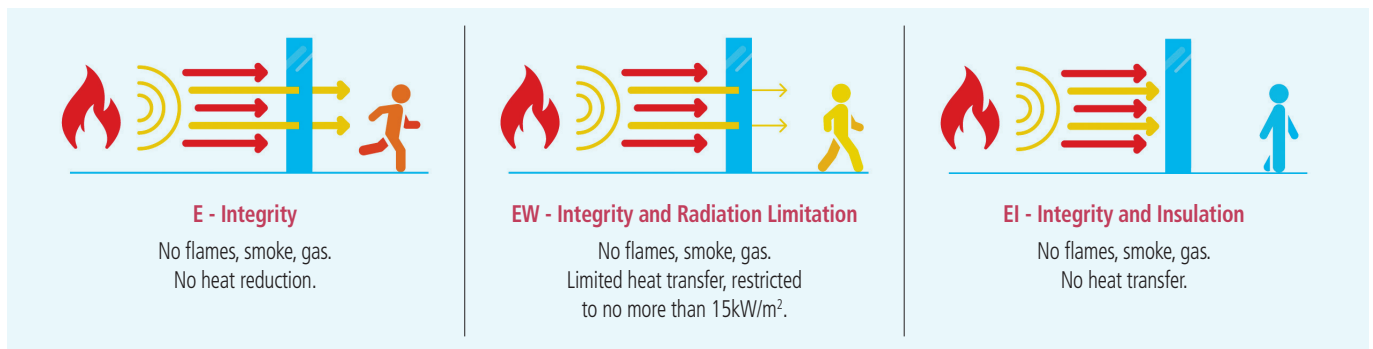 E - Integrity
No flames, smoke, gas.
No heat reduction.
EW - Integrity and Radiation Limitation
No flames, smoke, gas.
Limited heat transfer, restricted
to no more than 15kW/m².
EI - Integrity and Insulation
No flames, smoke, gas.
No heat transfer.